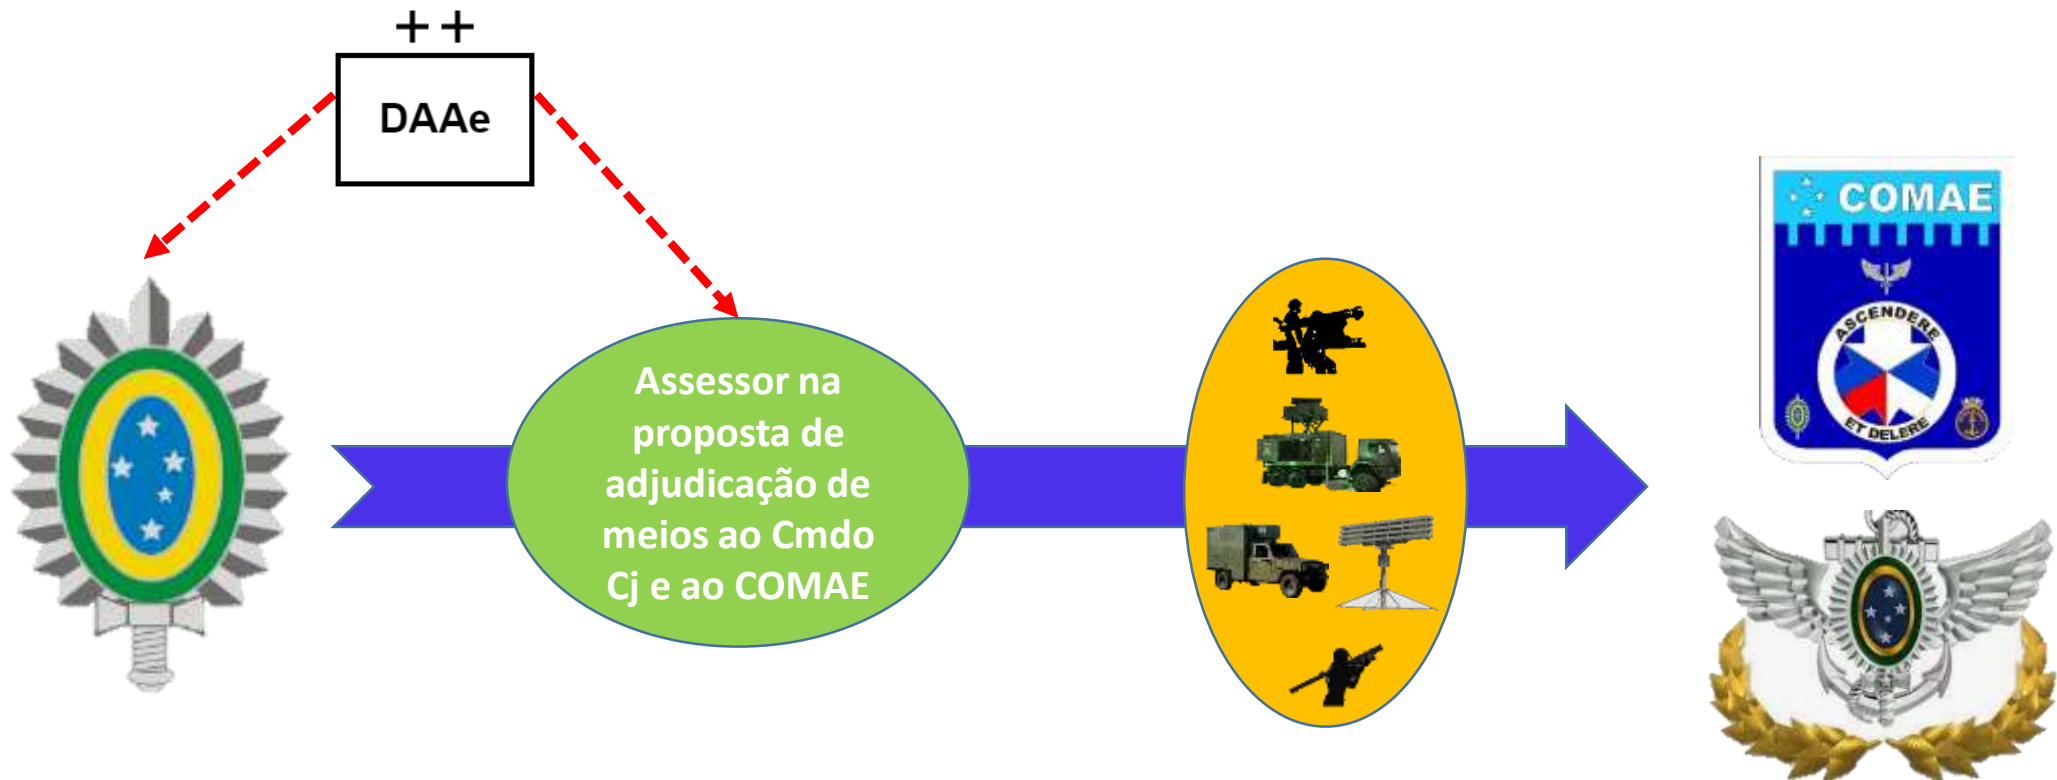 ++
DAAe
Assessor na
proposta de
adjudicação de
meios ao Cmdo
Cj e ao COMAE
COMAE
ASCENDERE
ET DELERE